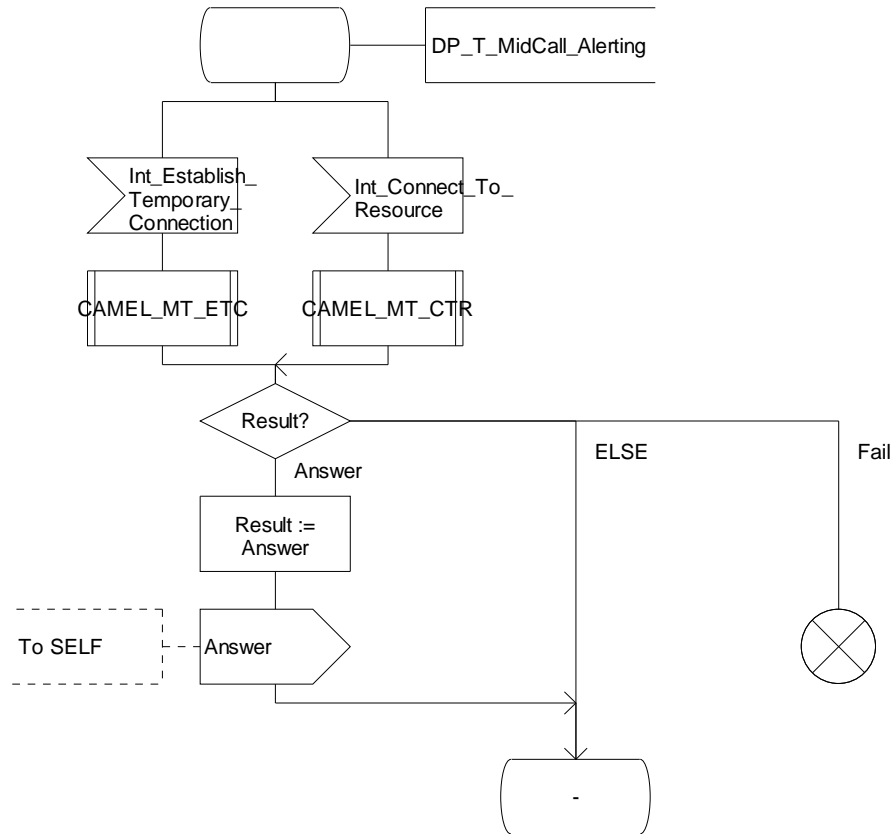 DP_T_MidCall_Alerting
Int_Establish_
Temporary_
Connection
Int_Connect_To_
Resource
CAMEL_MT_ETC
CAMEL_MT_CTR
Result?
ELSE
Fail
Answer
Result :=
Answer
To SELF
Answer
-